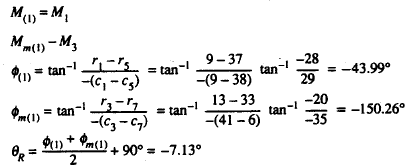 M(1) = M1
Mm(1) – M3
ϕ(1) = tan⁻¹ (r1 – r5)/(–(c1 – c5)) = tan⁻¹ (9 – 37)/(–(9 – 38)) tan⁻¹ (–28)/(29) = –43.99°
ϕm(1) = tan⁻¹ (r3 – r7)/(–(c3 – c7)) = tan⁻¹ (13 – 33)/(–(41 – 6)) tan⁻¹ (–20)/(–35) = –150.26°
θR = (ϕ(1) + ϕm(1))/2 + 90° = –7.13°